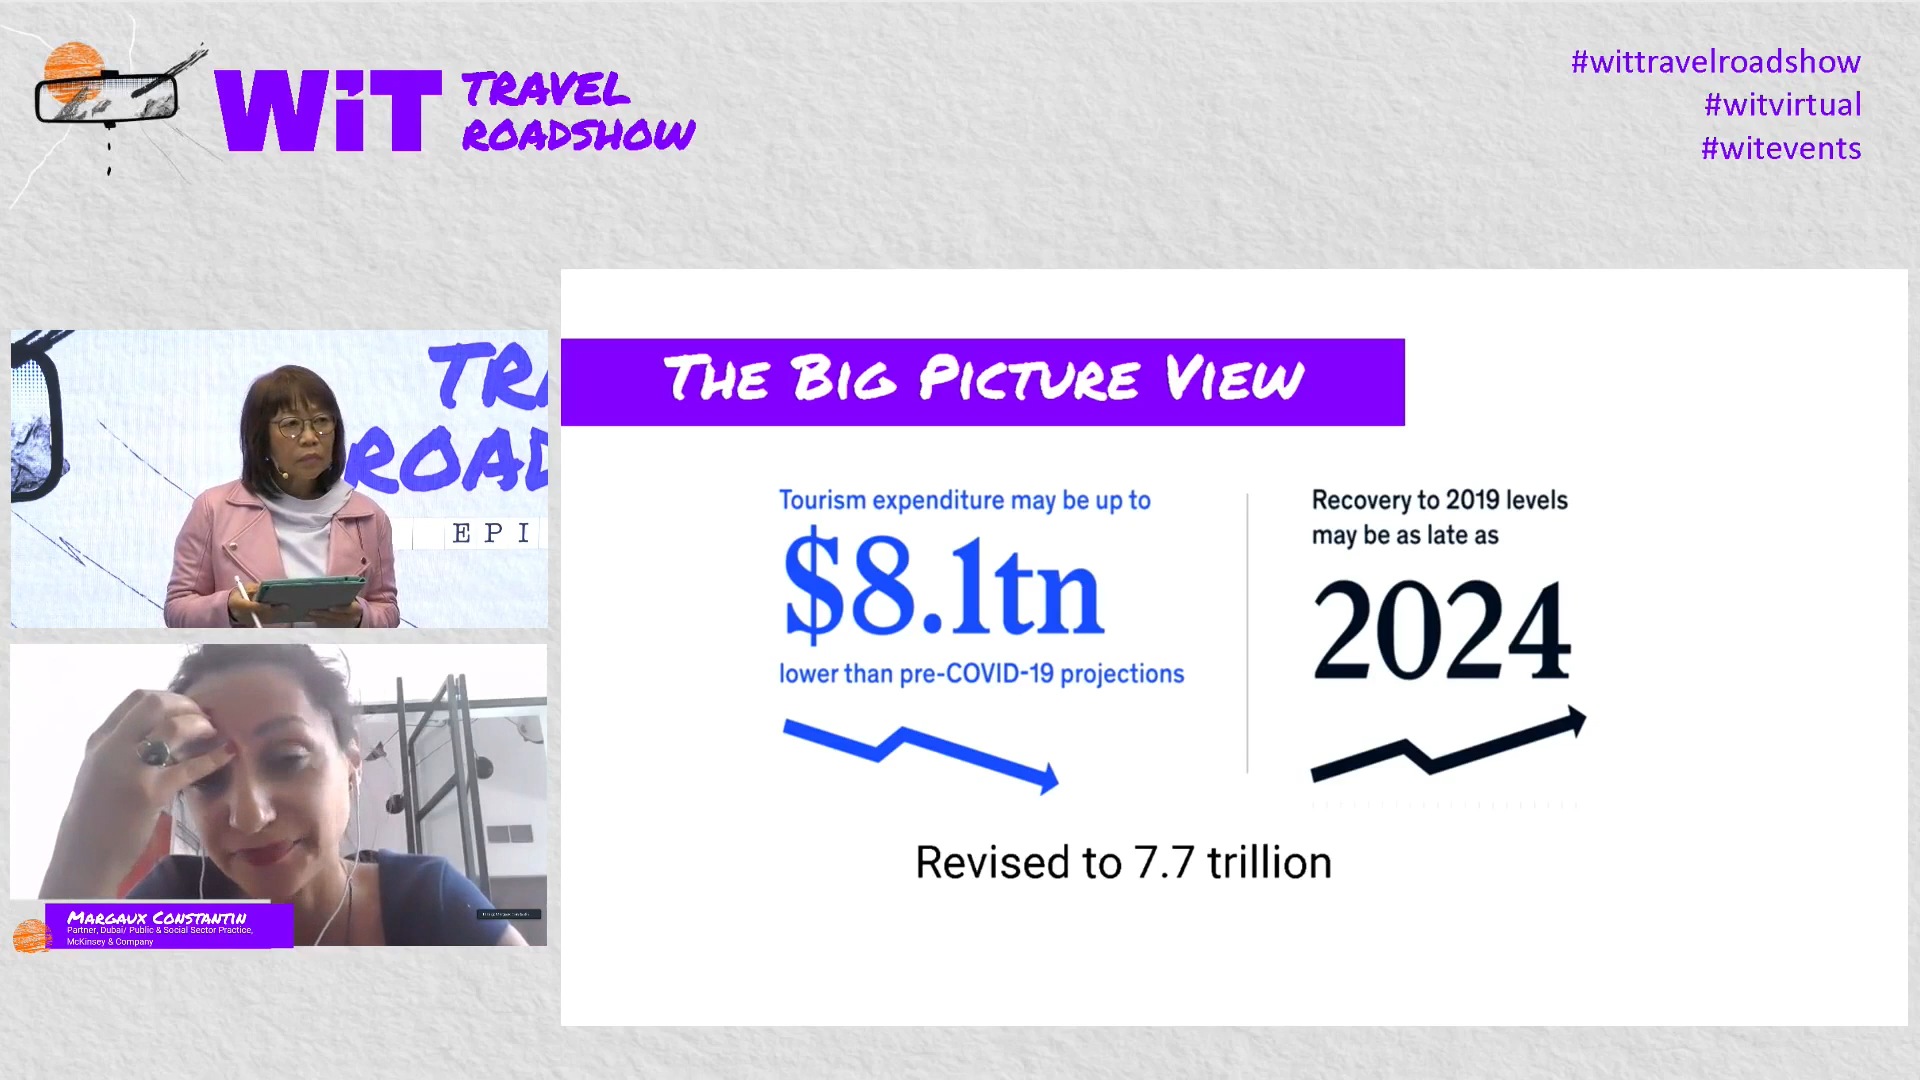 WiT TRAVEL
ROADSHOW
#wittravelroadshow
#witvirtual
#witevents
TRA
ROAD
EPI
MARGAUX CONSTANTIN
Partner, Dubai/ Public & Social Sector Practice,
McKinsey & Company
THE BIG PICTURE VIEW
Tourism expenditure may be up to
$8.1tn
lower than pre-COVID-19 projections
Recovery to 2019 levels
may be as late as
2024
Revised to 7.7 trillion